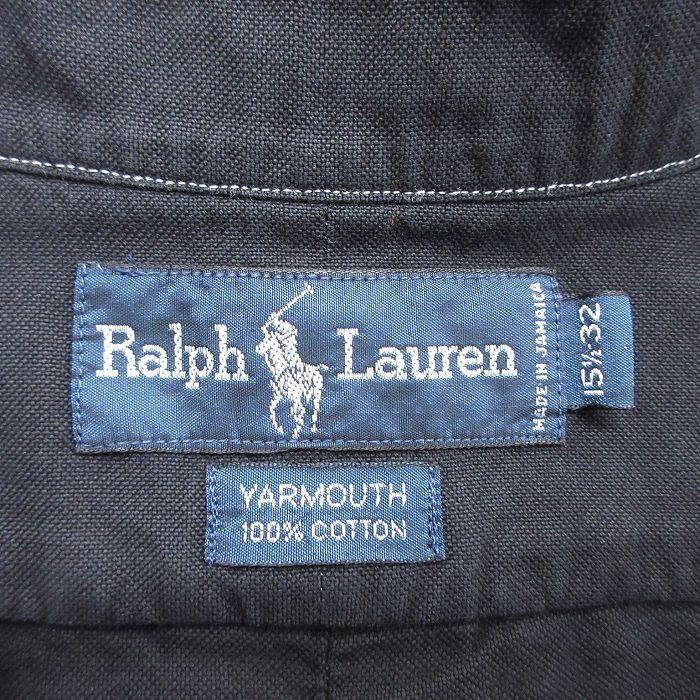 Ralph Lauren
MADE IN JAMAICA
15½-32
YARMOUTH
100% COTTON